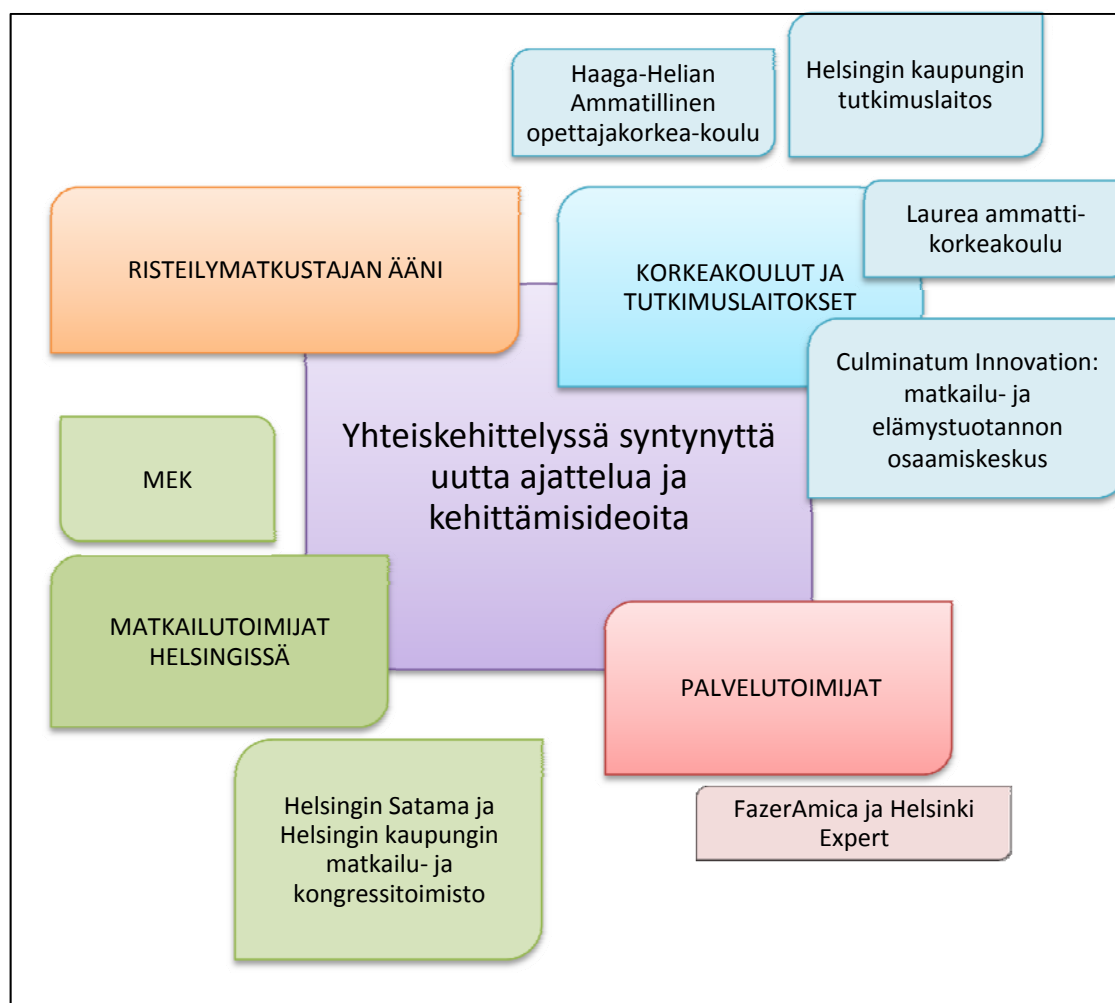 Haaga-Helian
Ammatillinen
opettajakorkea-koulu
Helsingin kaupungin
tutkimuslaitos
RISTEILYMATKUSTAJAN ÄÄNI
KORKEAKOULUT JA
TUTKIMUSLAITOKSET
Laurea ammatti-
korkeakoulu
Culminatum Innovation:
matkailu- ja
elämystuotannon
osaamiskeskus
Yhteiskehittelyssä syntynyttä
uutta ajattelua ja
kehittämisideoita
MEK
MATKAILUTOIMIJAT
HELSINGISSÄ
PALVELUTOIMIJAT
Helsingin Satama ja
Helsingin kaupungin
matkailu- ja
kongressitoimisto
FazerAmica ja Helsinki
Expert